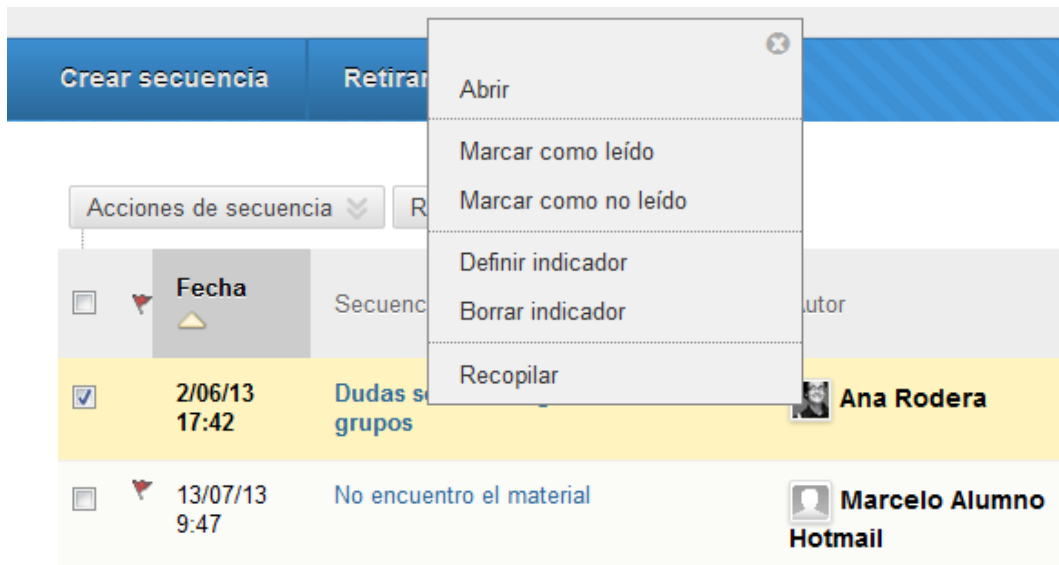 Crear secuencia Retirar
Abrir
Marcar como leído
Marcar como no leído
Definir indicador
Borrar indicador
Recopilar
Acciones de secuencia
Fecha
Autor
2/06/13
17:42
Dudas
grupos
Ana Rodera
13/07/13
9:47
No encuentro el material
Marcelo Alumno
Hotmail